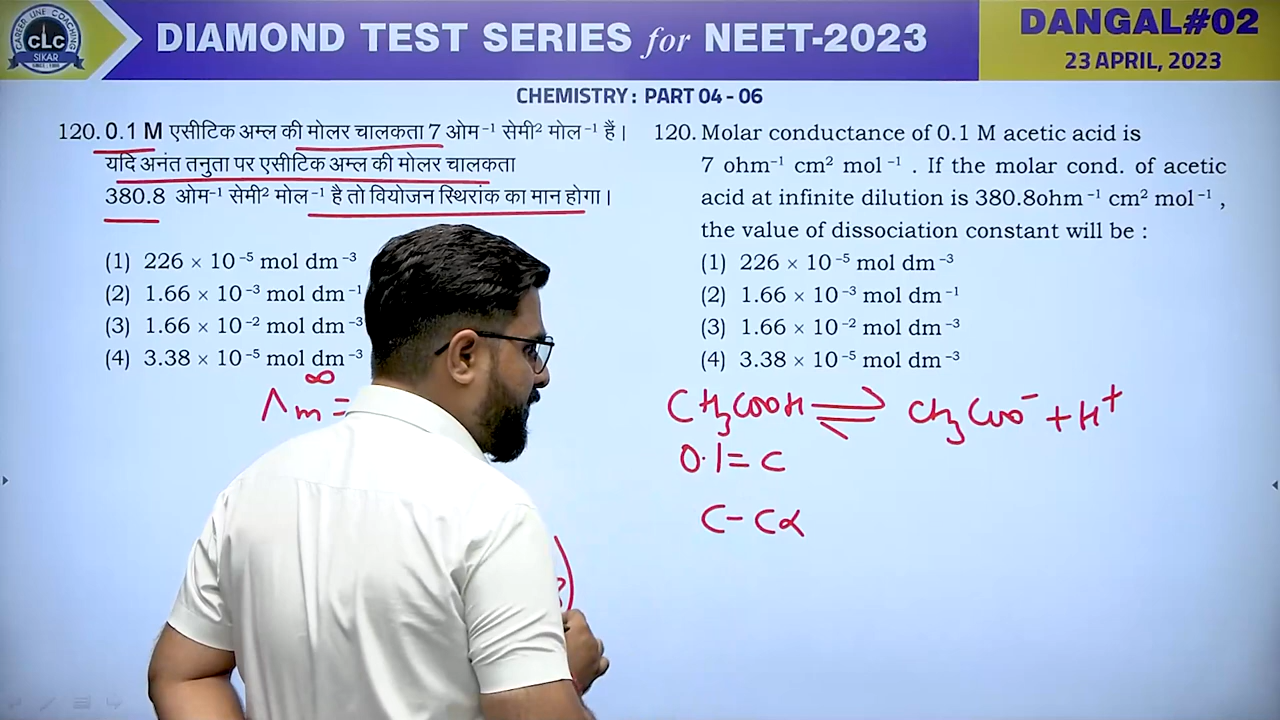 CAREER LINE COACHING
CLC
SIKAR
SINCE : 1996
DIAMOND TEST SERIES for NEET-2023
DANGAL#02
23 APRIL, 2023
CHEMISTRY : PART 04 - 06
120. 0.1 M एसीटिक अम्ल की मोलर चालकता 7 ओम⁻¹ सेमी² मोल⁻¹ हैं।
यदि अनंत तनुता पर एसीटिक अम्ल की मोलर चालकता
380.8 ओम⁻¹ सेमी² मोल⁻¹ है तो वियोजन स्थिरांक का मान होगा।
(1) 226 × 10⁻⁵ mol dm⁻³
(2) 1.66 × 10⁻³ mol dm⁻¹
(3) 1.66 × 10⁻² mol dm⁻³
(4) 3.38 × 10⁻⁵ mol dm⁻³
Λm∞ =
120. Molar conductance of 0.1 M acetic acid is
7 ohm⁻¹ cm² mol⁻¹ . If the molar cond. of acetic
acid at infinite dilution is 380.8ohm⁻¹ cm² mol⁻¹ ,
the value of dissociation constant will be :
(1) 226 × 10⁻⁵ mol dm⁻³
(2) 1.66 × 10⁻³ mol dm⁻¹
(3) 1.66 × 10⁻² mol dm⁻³
(4) 3.38 × 10⁻⁵ mol dm⁻³
CH₃COOH ⇌ CH₃COO⁻ + H⁺
0.1 = C
C - Cα